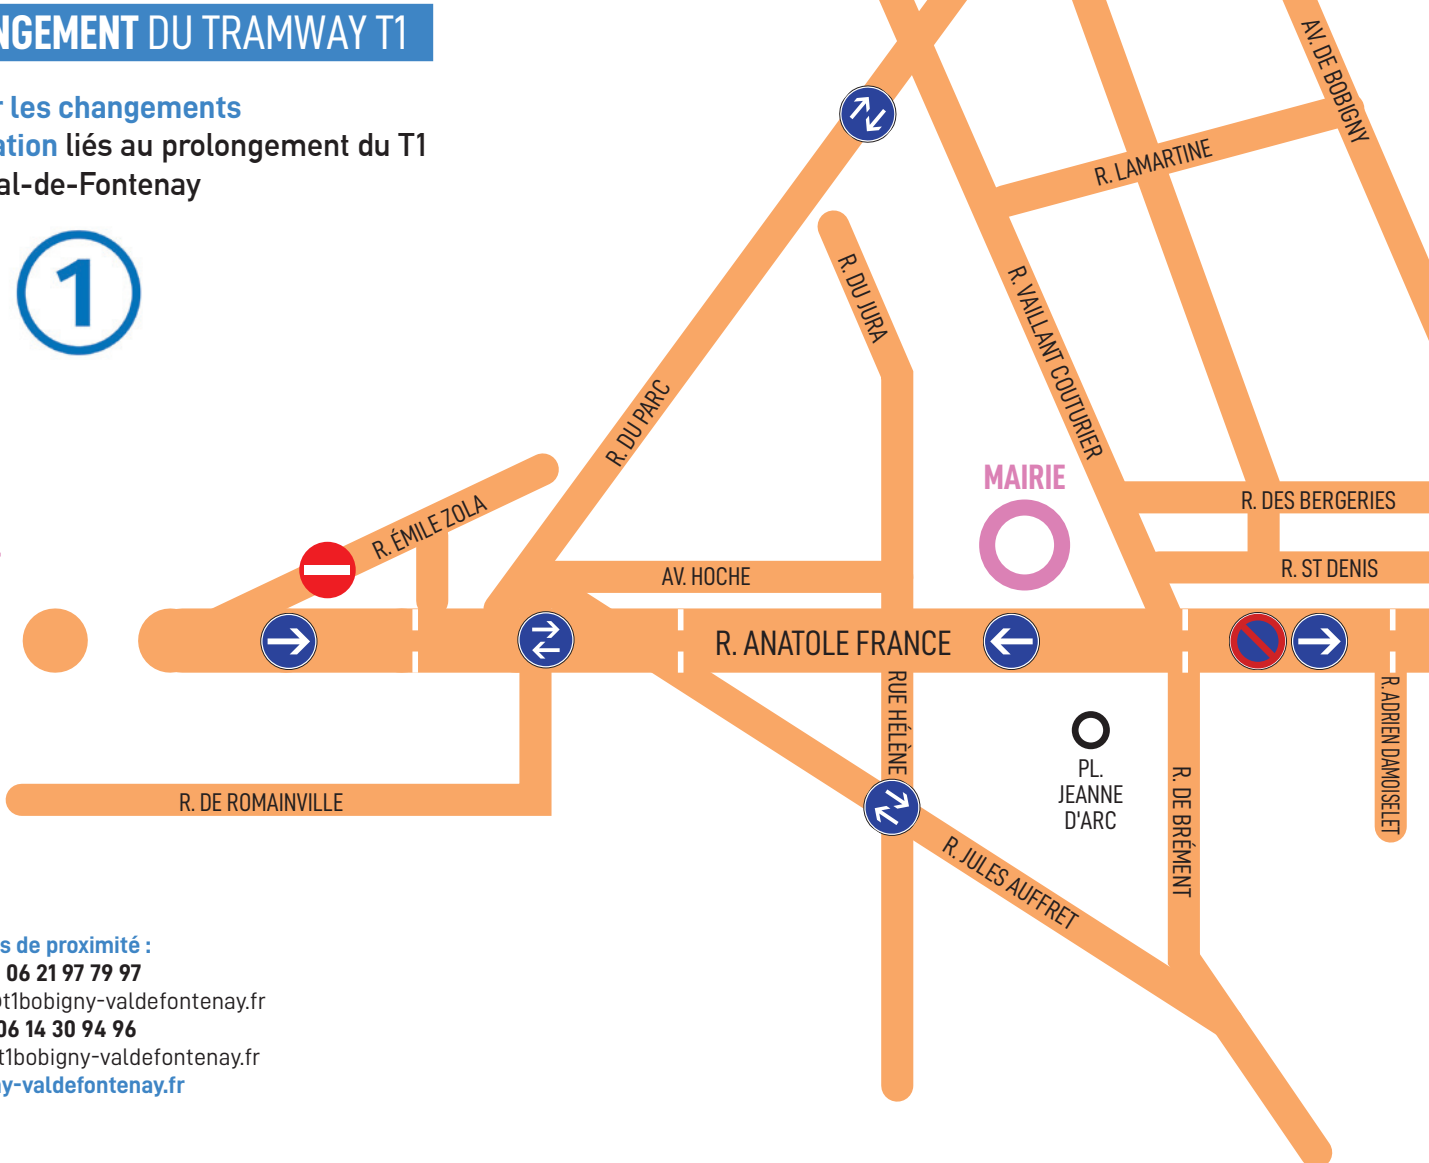 NGEMENT DU TRAMWAY T1
r les changements
ation liés au prolongement du T1
al-de-Fontenay
1
AV. DE BOBIGNY
R. LAMARTINE
R. DU JURA
R. VAILLANT COUTURIER
R. DU PARC
MAIRIE
R. DES BERGERIES
R. ÉMILE ZOLA
AV. HOCHE
R. ST DENIS
R. ANATOLE FRANCE
RUE HÉLÈNE
R. ADRIEN DAMOISELET
PL.
JEANNE
D'ARC
R. DE BRÉMENT
R. DE ROMAINVILLE
R. JULES AUFFRET
s de proximité :
06 21 97 79 97
@t1bobigny-valdefontenay.fr
06 14 30 94 96
t1bobigny-valdefontenay.fr
ny-valdefontenay.fr